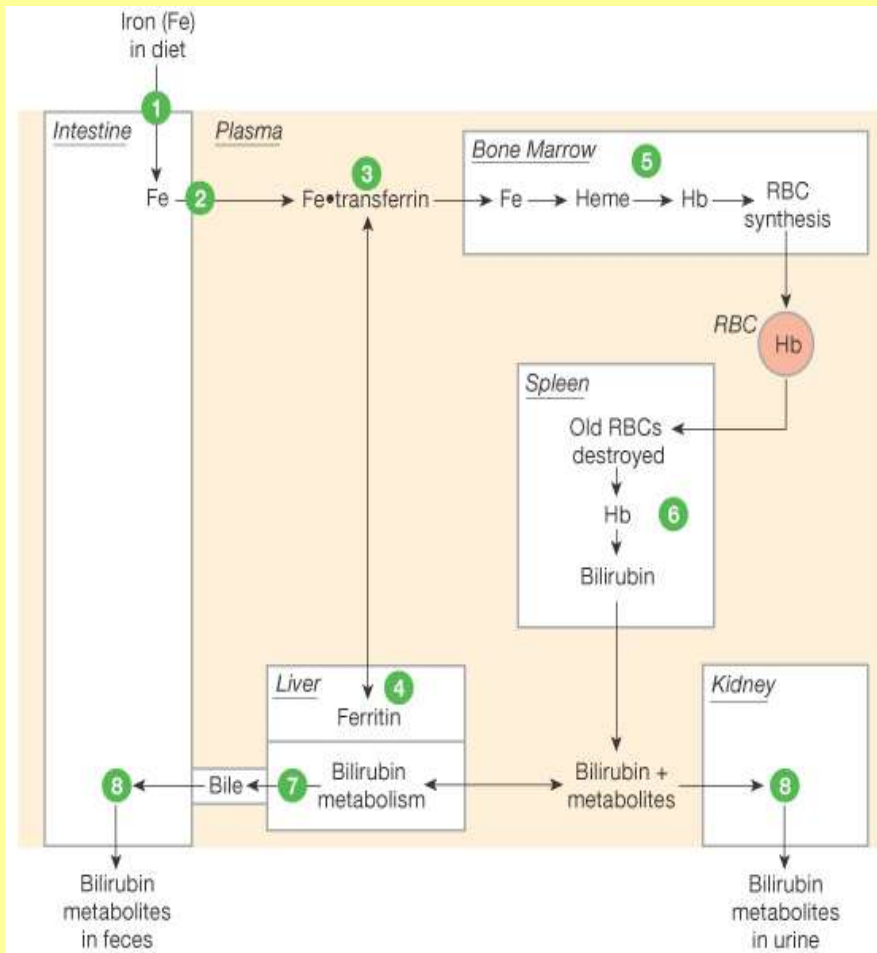 Iron (Fe)
in diet
1
Intestine
Plasma
Bone Marrow
5
3
Fe
2
Fe•transferrin
Fe
Heme
Hb
RBC
synthesis
RBC
Hb
Spleen
Old RBCs
destroyed
Hb
6
Bilirubin
Liver
4
Ferritin
Kidney
8
Bile
7
Bilirubin
metabolism
Bilirubin +
metabolites
8
Bilirubin
metabolites
in feces
Bilirubin
metabolites
in urine